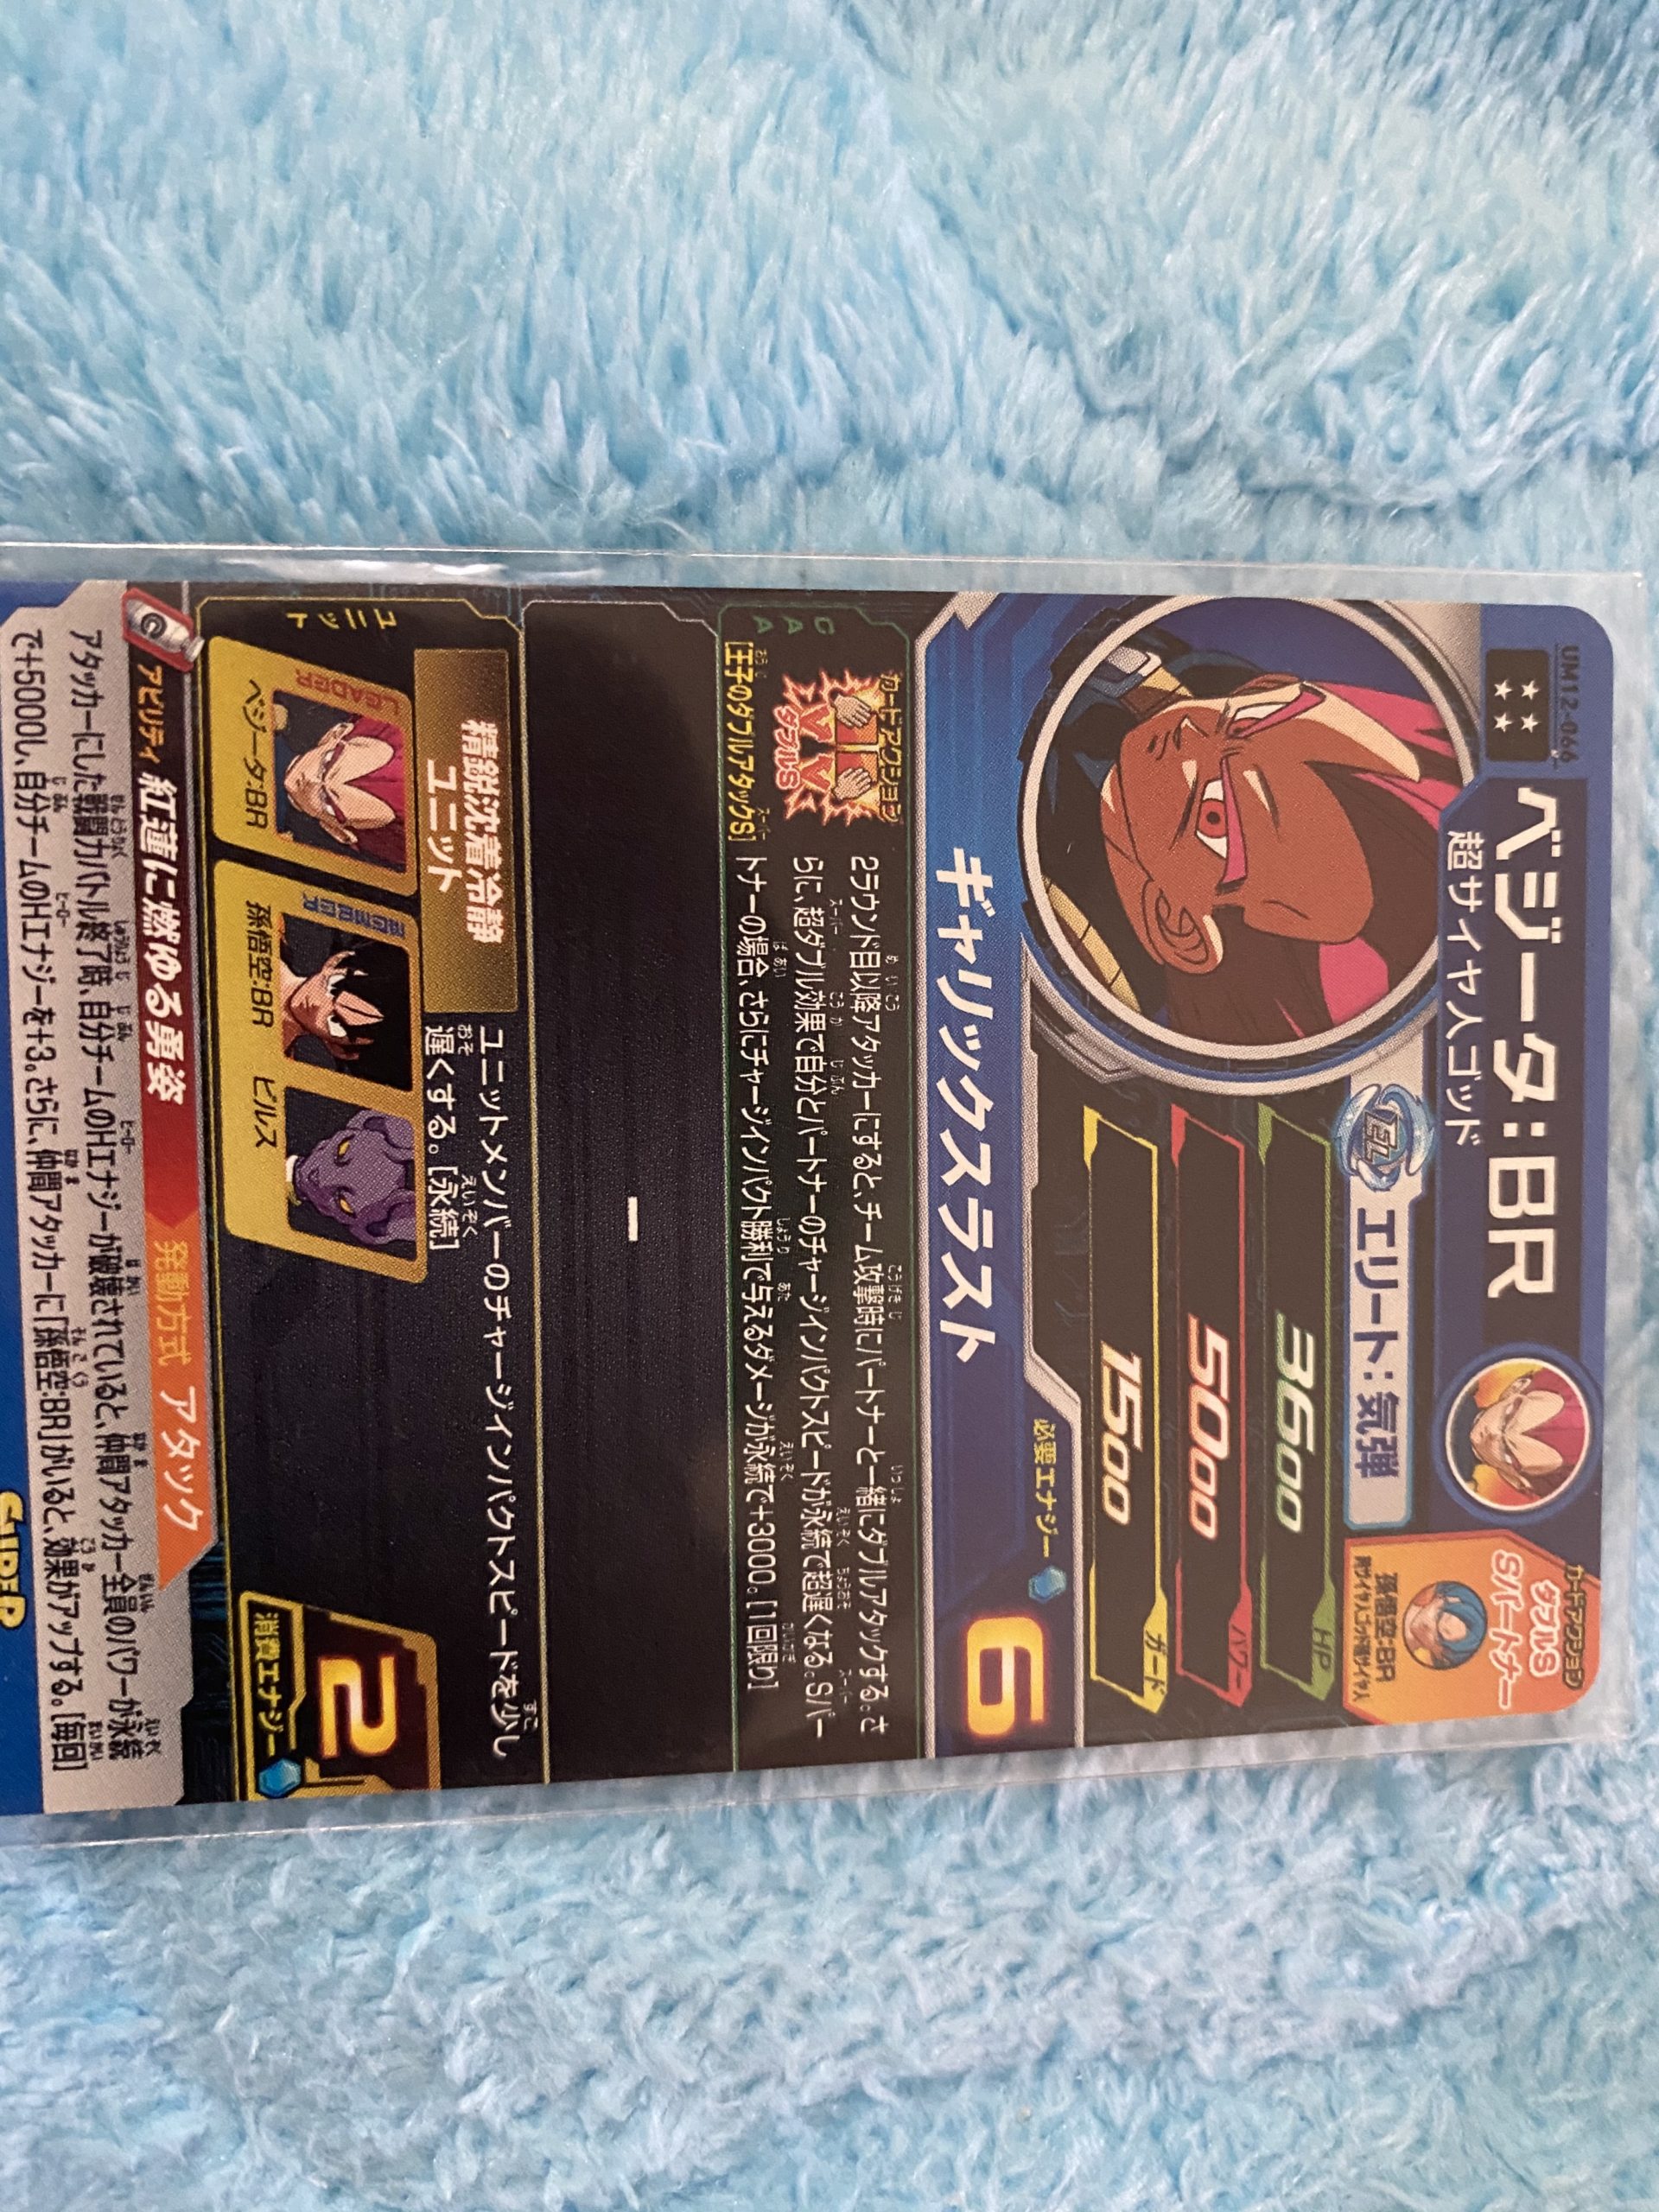 UM12-066
★★★★
ベジータ:BR
超サイヤ人ゴッド
カードアクション
ダブルS
Sパートナー
孫悟空:BR
EL
エリート:気弾
HP
3600
パワー
5000
ガード
1500
ギャリックスラスト
必要エナジー
6
CAA
カードアクション
ダブルS
[王子のダブルアタックS]
2ラウンド目以降アタッカーにすると、チーム攻撃時にパートナーと一緒にダブルアタックする。さ
らに、超ダブル効果で自分とパートナーのチャージインパクトスピードが永続で超遅くなる。Sパー
トナーの場合、さらにチャージインパクト勝利で与えるダメージが永続で+3000。[1回限り]
ー
ユニット
精鋭沈着冷静
ユニット
ユニットメンバーのチャージインパクトスピードを少し
遅くする。[永続]
LEADER
ベジータ:BR
孫悟空:BR
ビルス
2
消費エナジー
C
アビリティ
紅蓮に燃ゆる勇姿
発動方式
アタック
アタッカーにした戦闘力バトル終了時、自分チームのHエナジーが破壊されていると、仲間アタッカー全員のパワーが永続
で+5000し、自分チームのHエナジーを+3。さらに、仲間アタッカーに「孫悟空:BR」がいると、効果がアップする。[毎回]
SUPER